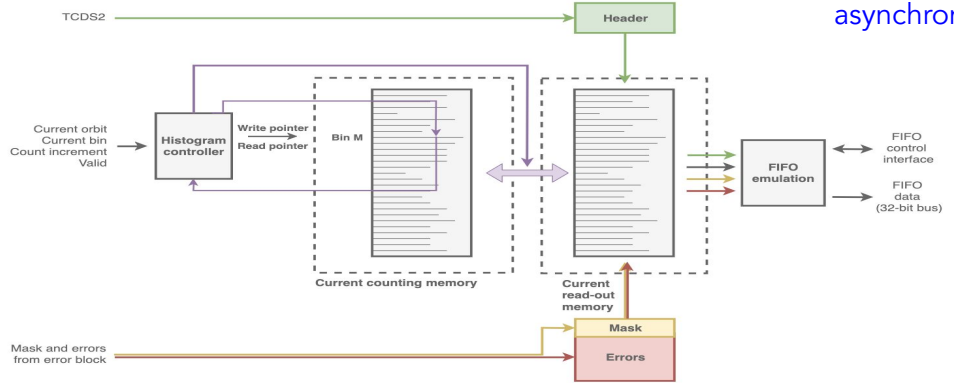 TCDS2
Header
asynchron
Current orbit
Current bin
Count increment
Valid
Histogram
controller
Write pointer
Read pointer
Bin M
FIFO
emulation
FIFO
control
interface
FIFO
data
(32-bit bus)
Current counting memory
Current
read-out
memory
Mask
Errors
Mask and errors
from error block